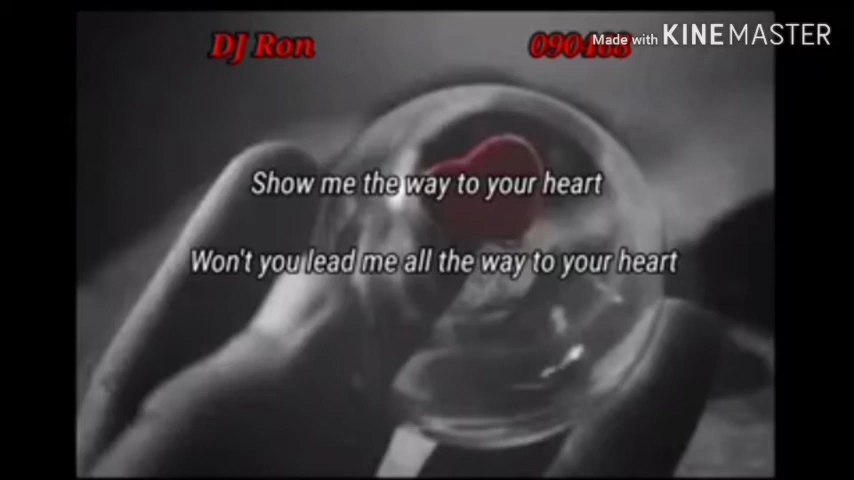 DJ Ron
Made with KINEMASTER
Show me the way to your heart
Won't you lead me all the way to your heart